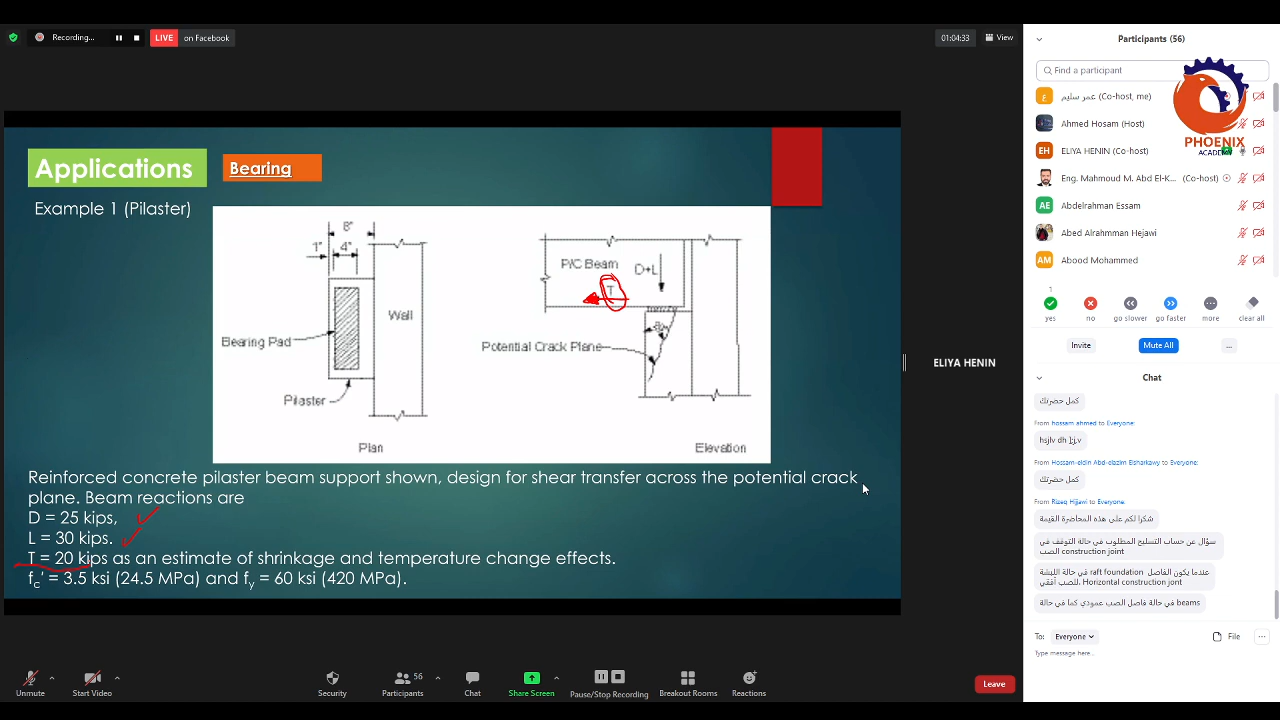 Recording...
LIVE on Facebook
01:04:33
View
Applications
Bearing
Example 1 (Pilaster)
8"
1"
4"
Wall
Bearing Pad
Pilaster
Plan
P/C Beam
D+L
T
Potential Crack Plane
Elevation
Reinforced concrete pilaster beam support shown, design for shear transfer across the potential crack
plane. Beam reactions are
D = 25 kips,
L = 30 kips.
T = 20 kips as an estimate of shrinkage and temperature change effects.
fc' = 3.5 ksi (24.5 MPa) and fy = 60 ksi (420 MPa).
ELIYA HENIN
Participants (56)
Find a participant
ع عمر سليم (Co-host, me)
Ahmed Hosam (Host)
EH ELIYA HENIN (Co-host)
Eng. Mahmoud M. Abd El-K... (Co-host)
AE Abdelrahman Essam
Abed Alrahman Hejawi
AM Abood Mohammed
PHOENIX
ACADEMY
1
yes
no
go slower
go faster
more
clear all
Invite
Mute All
...
Chat
كمل حضرتك
From hossam ahmed to Everyone:
From Hossam-eldin Abd-elazim Elsharkawy to Everyone:
كمل حضرتك
From Rizeq Hijjawi to Everyone:
شكرا لكم على هذه المحاضرة القيمة
سؤال عن حساب التسليح المطلوب في حالة التوقف في
الصب construction joint
عندما يكون الفاصل raft foundation في حالة اللبشة
للصب أفقي. Horizontal construction jont
في حالة فاصل الصب عمودي كما في حالة beams
To: Everyone
File
Type message here...
Unmute
Start Video
Security
56
Participants
Chat
Share Screen
Pause/Stop Recording
Breakout Rooms
Reactions
Leave